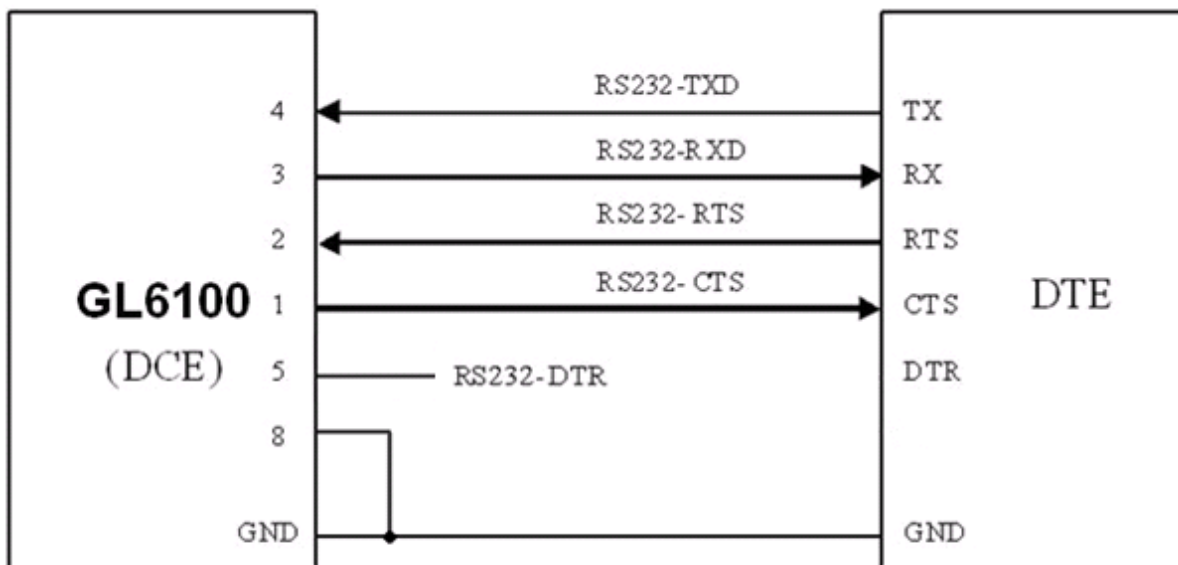 RS232-TXD
4 TX
RS232-RXD
3 RX
RS232- RTS
2 RTS
RS232- CTS
GL6100 1 CTS DTE
(DCE) 5 RS232-DTR DTR
8
GND GND